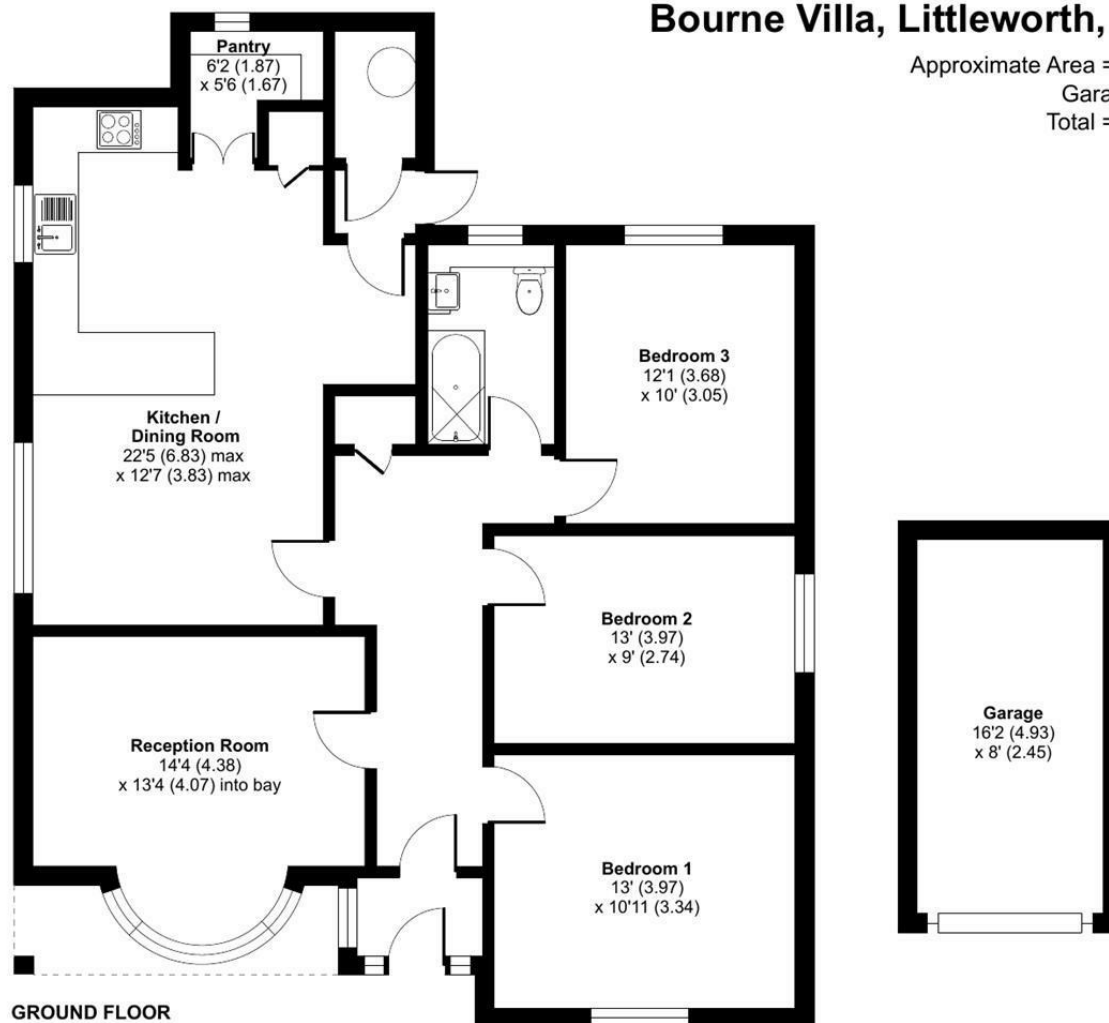 Bourne Villa, Littleworth,
Approximate Area =
Gara
Total =
Pantry
6'2 (1.87)
x 5'6 (1.67)
Kitchen /
Dining Room
22'5 (6.83) max
x 12'7 (3.83) max
Bedroom 3
12'1 (3.68)
x 10' (3.05)
Bedroom 2
13' (3.97)
x 9' (2.74)
Reception Room
14'4 (4.38)
x 13'4 (4.07) into bay
Bedroom 1
13' (3.97)
x 10'11 (3.34)
Garage
16'2 (4.93)
x 8' (2.45)
GROUND FLOOR